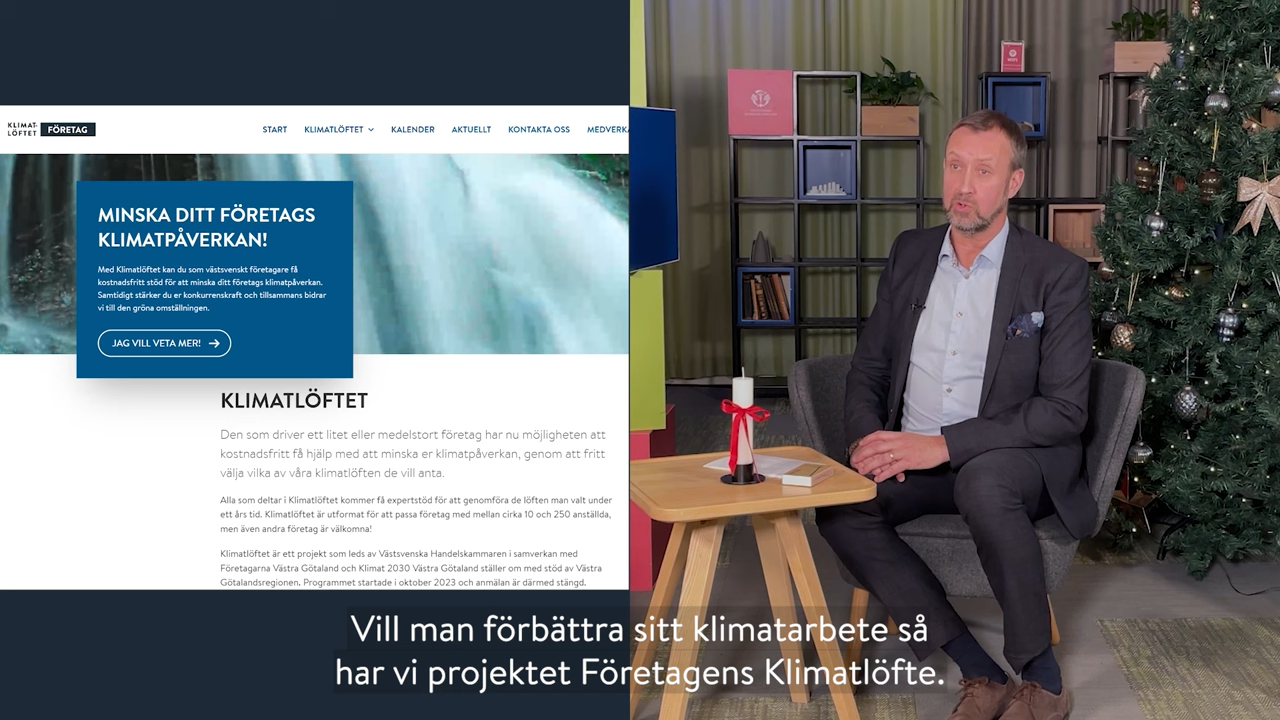 KLIMAT-
LÖFTET
FÖRETAG
START KLIMATLÖFTET KALENDER AKTUELLT KONTAKTA OSS MEDVERKA
MINSKA DITT FÖRETAGS
KLIMATPÅVERKAN!
Med Klimatlöftet kan du som västsvenskt företagare få
kostnadsfritt stöd för att minska ditt företags klimatpåverkan.
Samtidigt stärker du er konkurrenskraft och tillsammans bidrar
vi till den gröna omställningen.
JAG VILL VETA MER!
KLIMATLÖFTET
Den som driver ett litet eller medelstort företag har nu möjligheten att
kostnadsfritt få hjälp med att minska er klimatpåverkan, genom att fritt
välja vilka av våra klimatlöften de vill anta.
Alla som deltar i Klimatlöftet kommer få expertstöd för att genomföra de löften man valt under
ett års tid. Klimatlöftet är utformat för att passa företag med mellan cirka 10 och 250 anställda,
men även andra företag är välkomna!
Klimatlöftet är ett projekt som leds av Västsvenska Handelskammaren i samverkan med
Företagarna Västra Götaland och Klimat 2030 Västra Götaland ställer om med stöd av Västra
Götalandsregionen. Programmet startade i oktober 2023 och anmälan är därmed stängd.
WIFI
Vill man förbättra sitt klimatarbete så
har vi projektet Företagens Klimatlöfte.